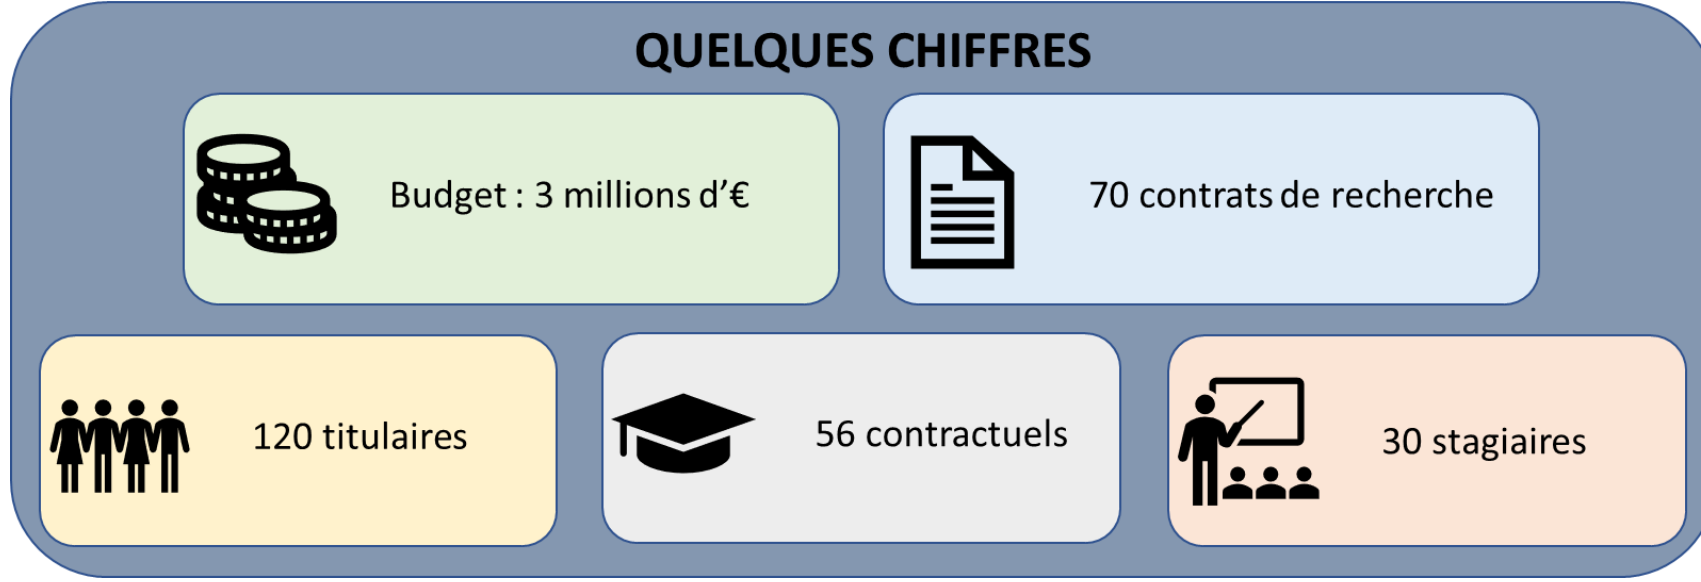 QUELQUES CHIFFRES
Budget : 3 millions d’€
70 contrats de recherche
120 titulaires
56 contractuels
30 stagiaires